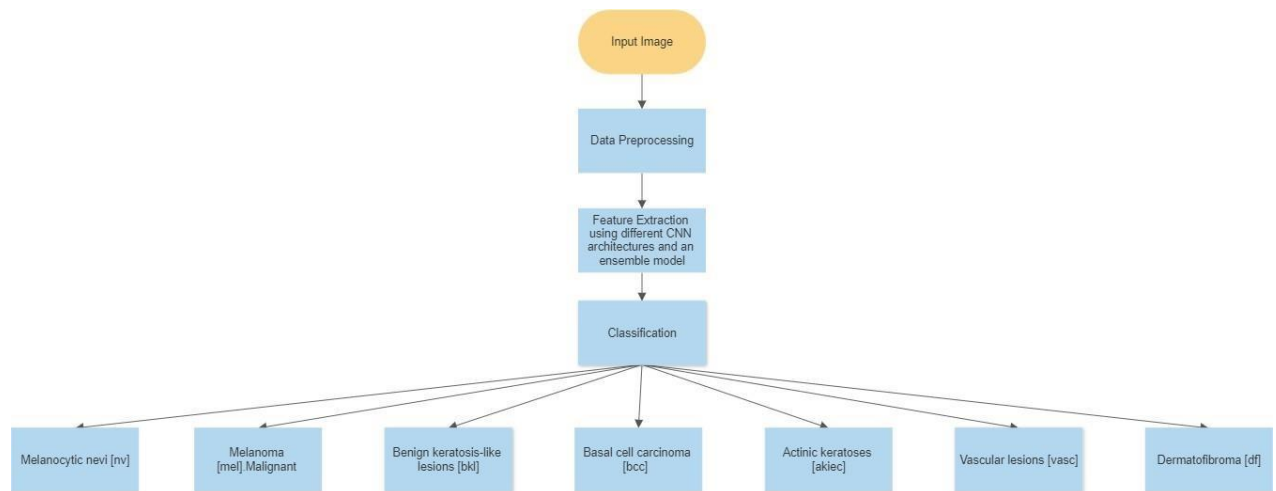 Input Image
Data Preprocessing
Feature Extraction
using different CNN
architectures and an
ensemble model
Classification
Melanocytic nevi [nv]
Melanoma
[mel].Malignant
Benign keratosis-like
lesions [bkl]
Basal cell carcinoma
[bcc]
Actinic keratoses
[akiec]
Vascular lesions [vasc]
Dermatofibroma [df]